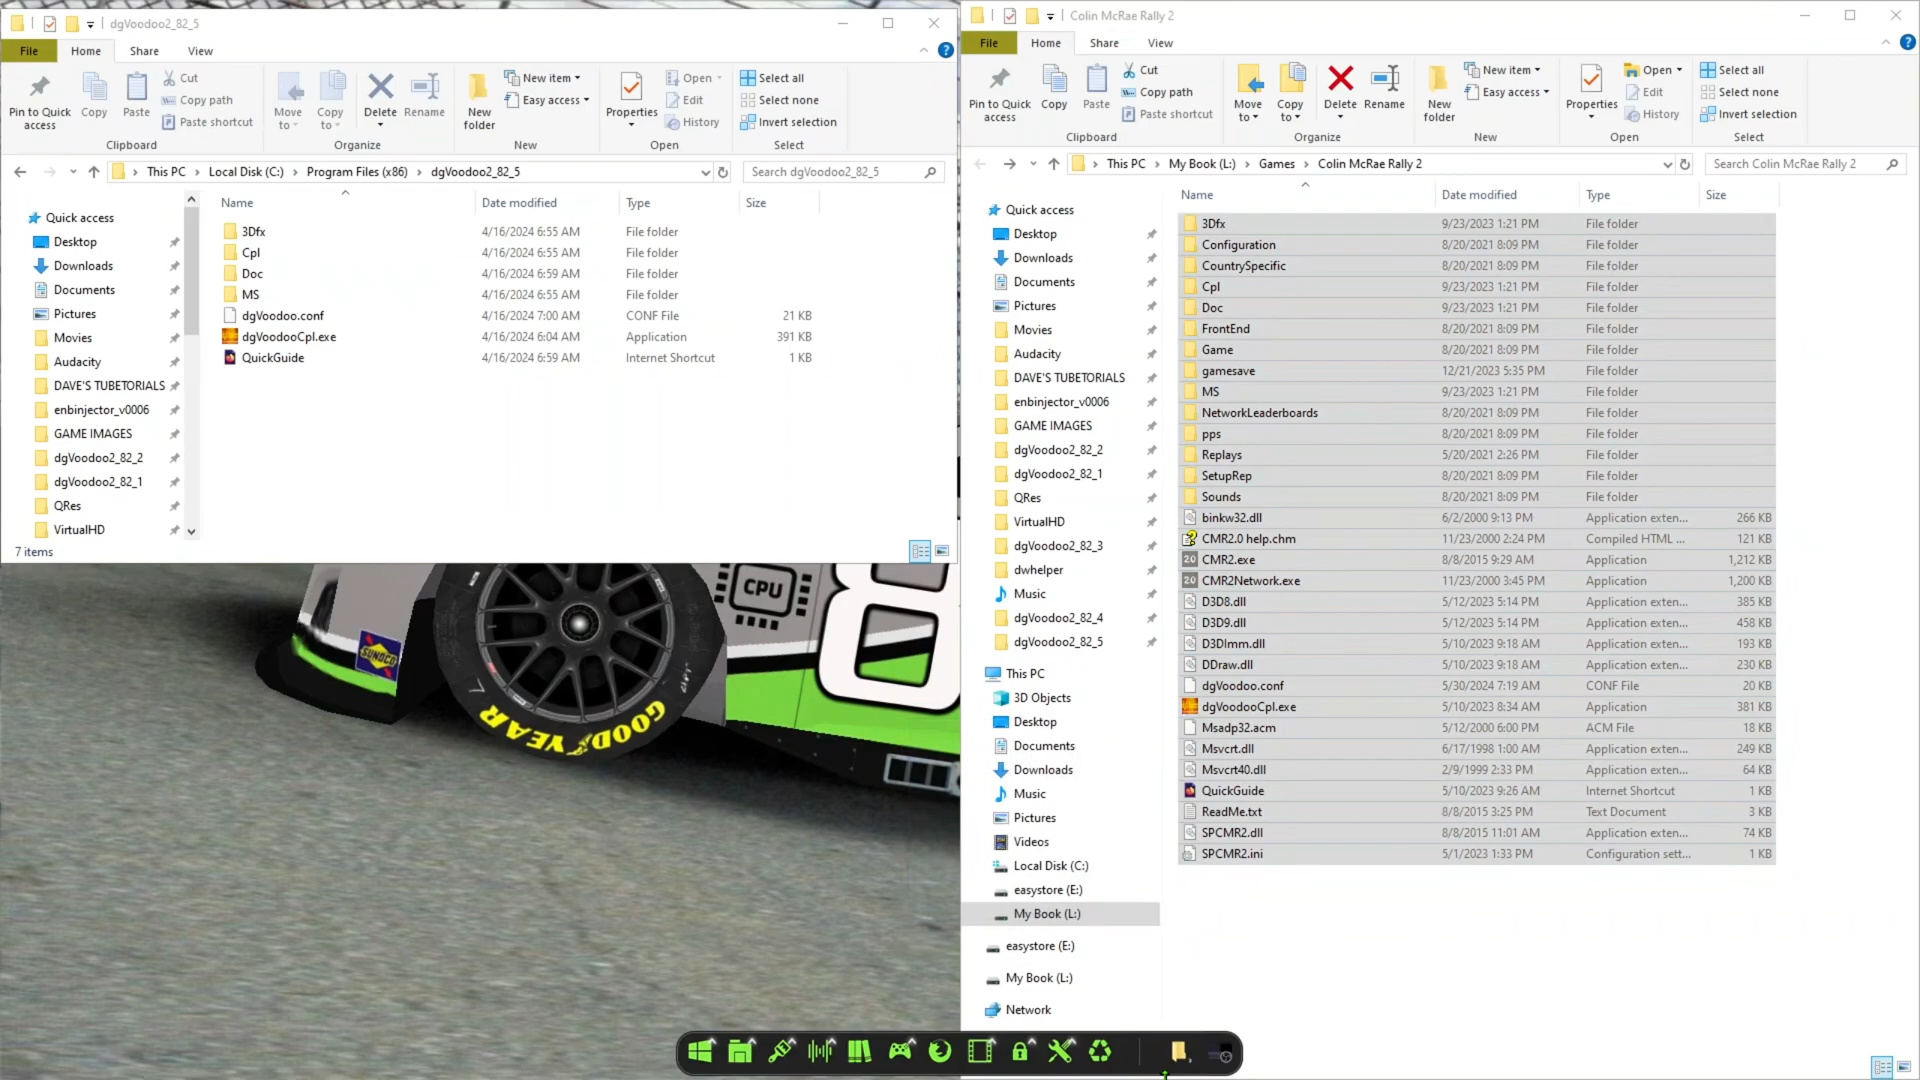 dgVoodoo2_82_5
File
Home
Share
View
Pin to Quick access
Copy
Paste
Cut
Copy path
Paste shortcut
Clipboard
Move to
Copy to
Delete
Rename
Organize
New folder
New item
Easy access
New
Properties
Open
Edit
History
Open
Select all
Select none
Invert selection
Select
This PC
Local Disk (C:)
Program Files (x86)
dgVoodoo2_82_5
Search dgVoodoo2_82_5
Quick access
Desktop
Downloads
Documents
Pictures
Movies
Audacity
DAVE'S TUBETORIALS
enbinjector_v0006
GAME IMAGES
dgVoodoo2_82_2
dgVoodoo2_82_1
QRes
VirtualHD
Name Date modified Type Size
3Dfx 4/16/2024 6:55 AM File folder
Cpl 4/16/2024 6:55 AM File folder
Doc 4/16/2024 6:59 AM File folder
MS 4/16/2024 6:55 AM File folder
dgVoodoo.conf 4/16/2024 7:00 AM CONF File 21 KB
dgVoodooCpl.exe 4/16/2024 6:04 AM Application 391 KB
QuickGuide 4/16/2024 6:59 AM Internet Shortcut 1 KB
7 items
SUNOCO
GOODYEAR
CPU
8
Colin McRae Rally 2
File
Home
Share
View
Pin to Quick access
Copy
Paste
Cut
Copy path
Paste shortcut
Clipboard
Move to
Copy to
Delete
Rename
Organize
New folder
New item
Easy access
New
Properties
Open
Edit
History
Open
Select all
Select none
Invert selection
Select
This PC
My Book (L:)
Games
Colin McRae Rally 2
Search Colin McRae Rally 2
Quick access
Desktop
Downloads
Documents
Pictures
Movies
Audacity
DAVE'S TUBETORIALS
enbinjector_v0006
GAME IMAGES
dgVoodoo2_82_2
dgVoodoo2_82_1
QRes
VirtualHD
dgVoodoo2_82_3
dwhelper
Music
dgVoodoo2_82_4
dgVoodoo2_82_5
This PC
3D Objects
Desktop
Documents
Downloads
Music
Pictures
Videos
Local Disk (C:)
easystore (E:)
My Book (L:)
easystore (E:)
My Book (L:)
Network
Name Date modified Type Size
3Dfx 9/23/2023 1:21 PM File folder
Configuration 8/20/2021 8:09 PM File folder
CountrySpecific 8/20/2021 8:09 PM File folder
Cpl 9/23/2023 1:21 PM File folder
Doc 9/23/2023 1:21 PM File folder
FrontEnd 8/20/2021 8:09 PM File folder
Game 8/20/2021 8:09 PM File folder
gamesave 12/21/2023 5:35 PM File folder
MS 9/23/2023 1:21 PM File folder
NetworkLeaderboards 8/20/2021 8:09 PM File folder
pps 8/20/2021 8:09 PM File folder
Replays 5/20/2021 2:26 PM File folder
SetupRep 8/20/2021 8:09 PM File folder
Sounds 8/20/2021 8:09 PM File folder
binkw32.dll 6/2/2000 9:13 PM Application exten... 266 KB
CMR2.0 help.chm 11/23/2000 2:24 PM Compiled HTML ... 121 KB
CMR2.exe 8/8/2015 9:29 AM Application 1,212 KB
CMR2Network.exe 11/23/2000 3:45 PM Application 1,200 KB
D3D8.dll 5/12/2023 5:14 PM Application exten... 385 KB
D3D9.dll 5/12/2023 5:14 PM Application exten... 458 KB
D3DImm.dll 5/10/2023 9:18 AM Application exten... 193 KB
DDraw.dll 5/10/2023 9:18 AM Application exten... 230 KB
dgVoodoo.conf 5/30/2024 7:19 AM CONF File 20 KB
dgVoodooCpl.exe 5/10/2023 8:34 AM Application 381 KB
Msadp32.acm 5/12/2000 6:00 PM ACM File 18 KB
Msvcrt.dll 6/17/1998 1:00 AM Application exten... 249 KB
Msvcrt40.dll 2/9/1999 2:33 PM Application exten... 64 KB
QuickGuide 5/10/2023 9:26 AM Internet Shortcut 1 KB
ReadMe.txt 8/8/2015 3:25 PM Text Document 3 KB
SPCMR2.dll 8/8/2015 11:01 AM Application exten... 74 KB
SPCMR2.ini 5/1/2023 1:33 PM Configuration sett... 1 KB